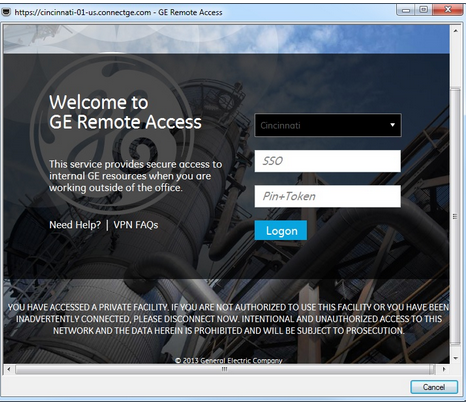 https://cincinnati-01-us.connectge.com - GE Remote Access
Welcome to
GE Remote Access
Cincinnati
This service provides secure access to
internal GE resources when you are
working outside of the office.
SSO
Pin+Token
Need Help? | VPN FAQs
Logon
YOU HAVE ACCESSED A PRIVATE FACILITY. IF YOU ARE NOT AUTHORIZED TO USE THIS FACILITY OR YOU HAVE BEEN
INADVERTENTLY CONNECTED, PLEASE DISCONNECT NOW. INTENTIONAL AND UNAUTHORIZED ACCESS TO THIS
NETWORK AND THE DATA HEREIN IS PROHIBITED AND WILL BE SUBJECT TO PROSECUTION.
© 2013 General Electric Company
Cancel